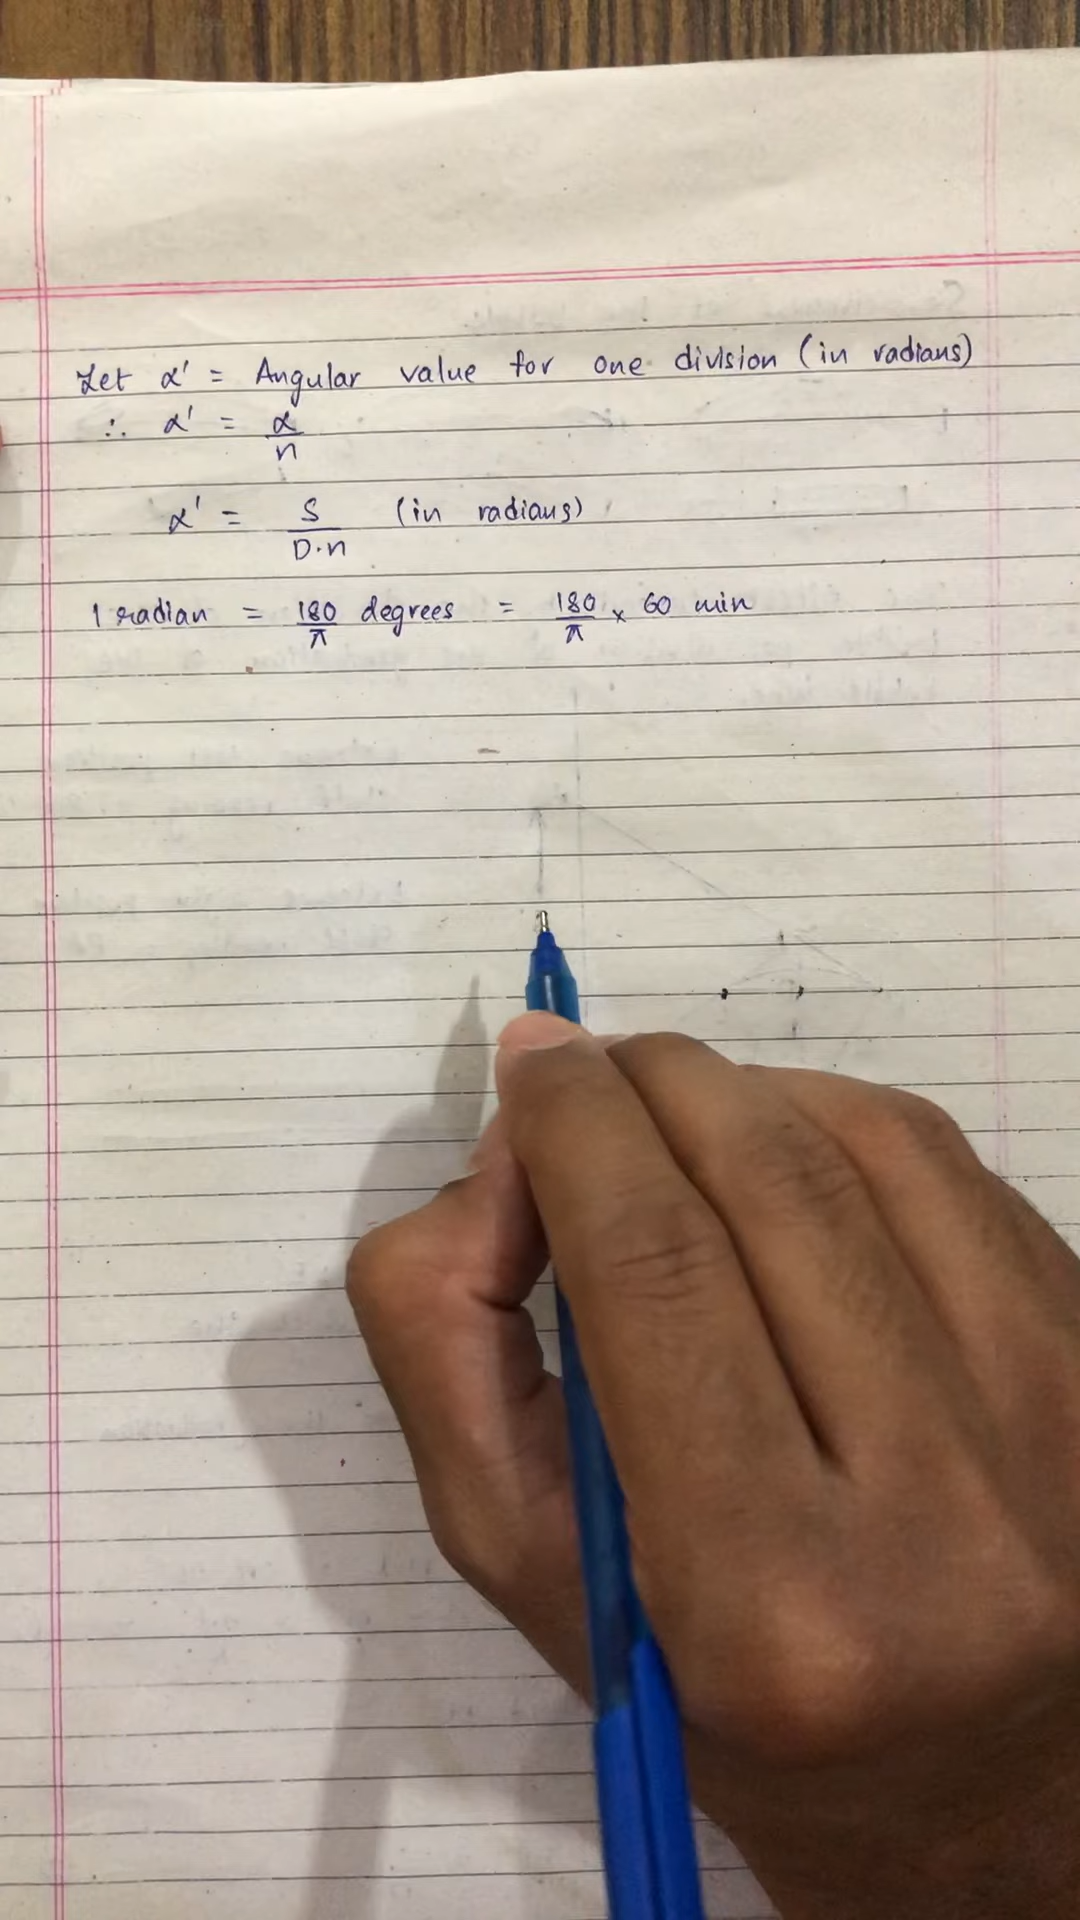 Let α' = Angular value for one division (in radians)
∴ α' = α/n
α' = S/D·n (in radians)
1 radian = 180/π degrees = 180/π × 60 min